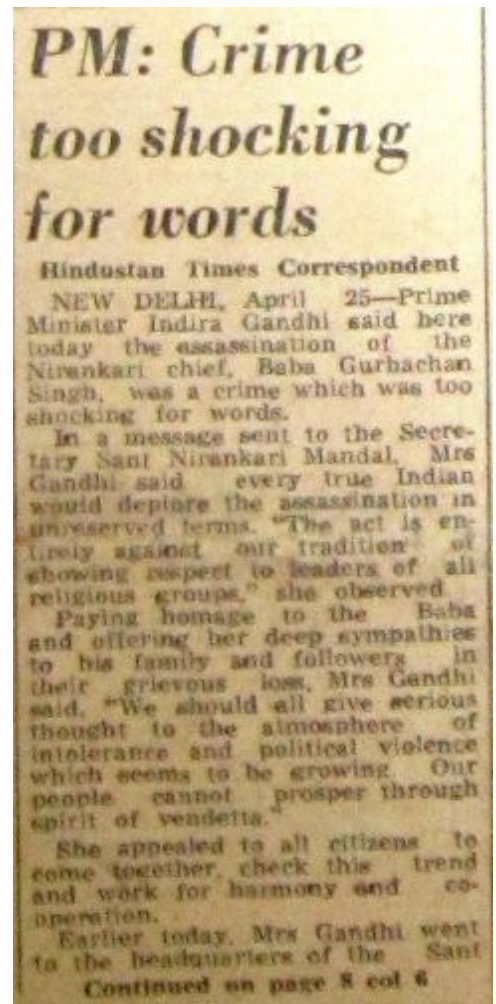 PM: Crime
too shocking
for words
Hindustan Times Correspondent
NEW DELHI, April 25—Prime
Minister Indira Gandhi said here
today the assassination of the
Nirankari chief, Baba Gurbachan
Singh, was a crime which was too
shocking for words.
In a message sent to the Secre-
tary Sant Nirankari Mandal, Mrs
Gandhi said every true Indian
would deplore the assassination in
unreserved terms. "The act is en-
tirely against our tradition of
showing respect to leaders of all
religious groups," she observed.
Paying homage to the Baba
and offering her deep sympathies
to his family and followers in
their grievous loss, Mrs Gandhi
said, "We should all give serious
thought to the atmosphere of
intolerance and political violence
which seems to be growing. Our
people cannot prosper through
spirit of vendetta."
She appealed to all citizens to
come together, check this trend
and work for harmony and co-
operation.
Earlier today, Mrs Gandhi went
to the headquarters of the Sant
Continued on page 8 col 6